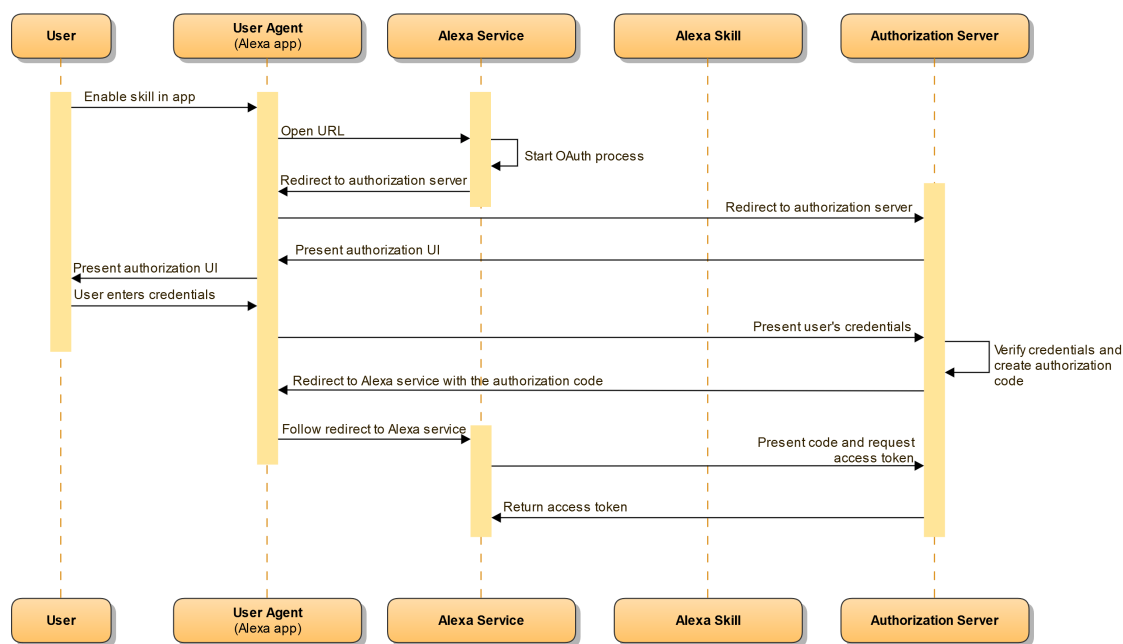 User
User Agent
(Alexa app)
Alexa Service
Alexa Skill
Authorization Server
Enable skill in app
Open URL
Start OAuth process
Redirect to authorization server
Redirect to authorization server
Present authorization UI
Present authorization UI
User enters credentials
Present user's credentials
Verify credentials and
create authorization
code
Redirect to Alexa service with the authorization code
Follow redirect to Alexa service
Present code and request
access token
Return access token
User
User Agent
(Alexa app)
Alexa Service
Alexa Skill
Authorization Server